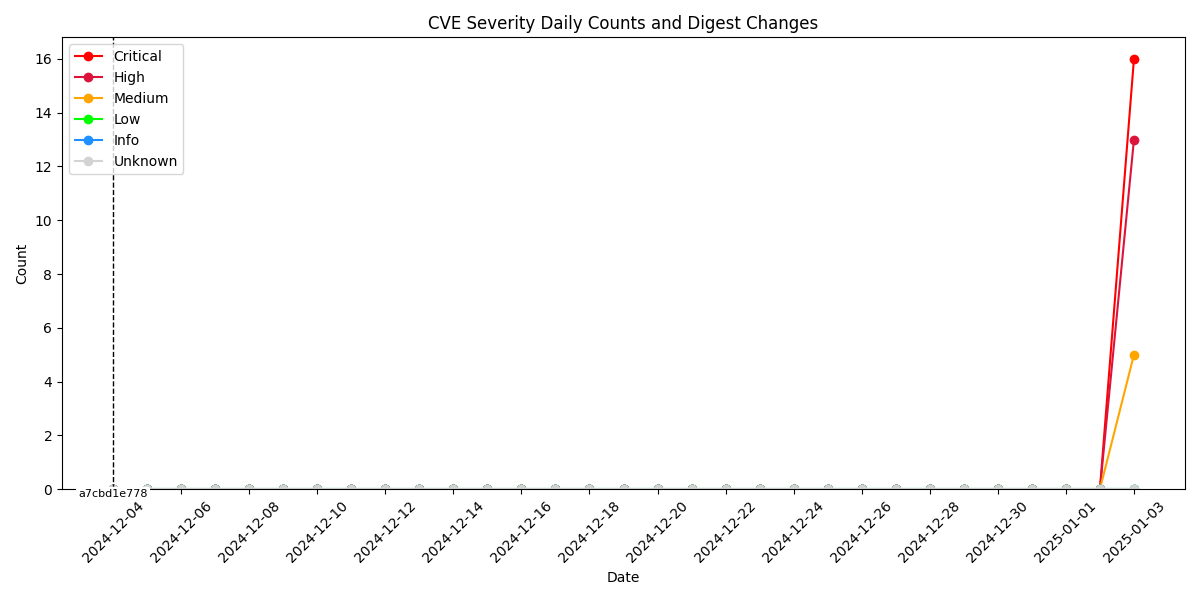 CVE Severity Daily Counts and Digest Changes
Critical
High
Medium
Low
Info
Unknown
Count
16
14
12
10
8
6
4
2
0
a7cbd1e778
2024-12-04
2024-12-06
2024-12-08
2024-12-10
2024-12-12
2024-12-14
2024-12-16
2024-12-18
2024-12-20
2024-12-22
2024-12-24
2024-12-26
2024-12-28
2024-12-30
2025-01-01
2025-01-03
Date